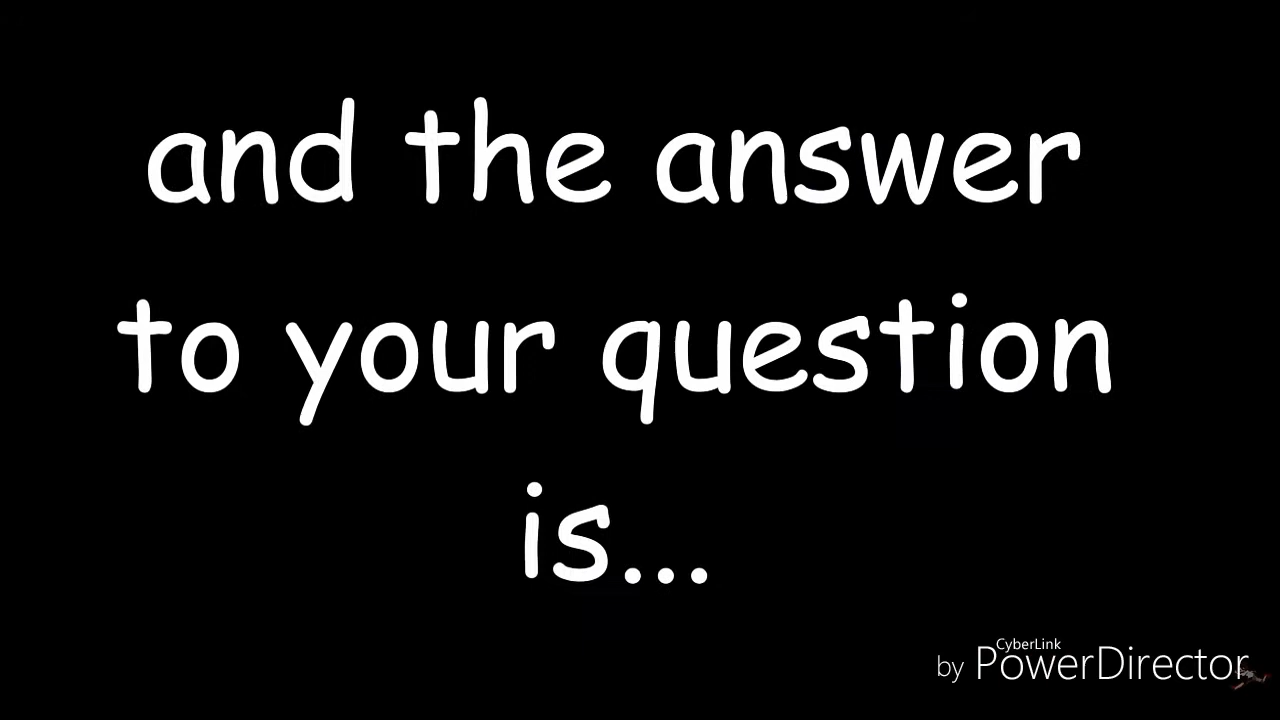 and the answer
to your question
is...
CyberLink
by PowerDirector